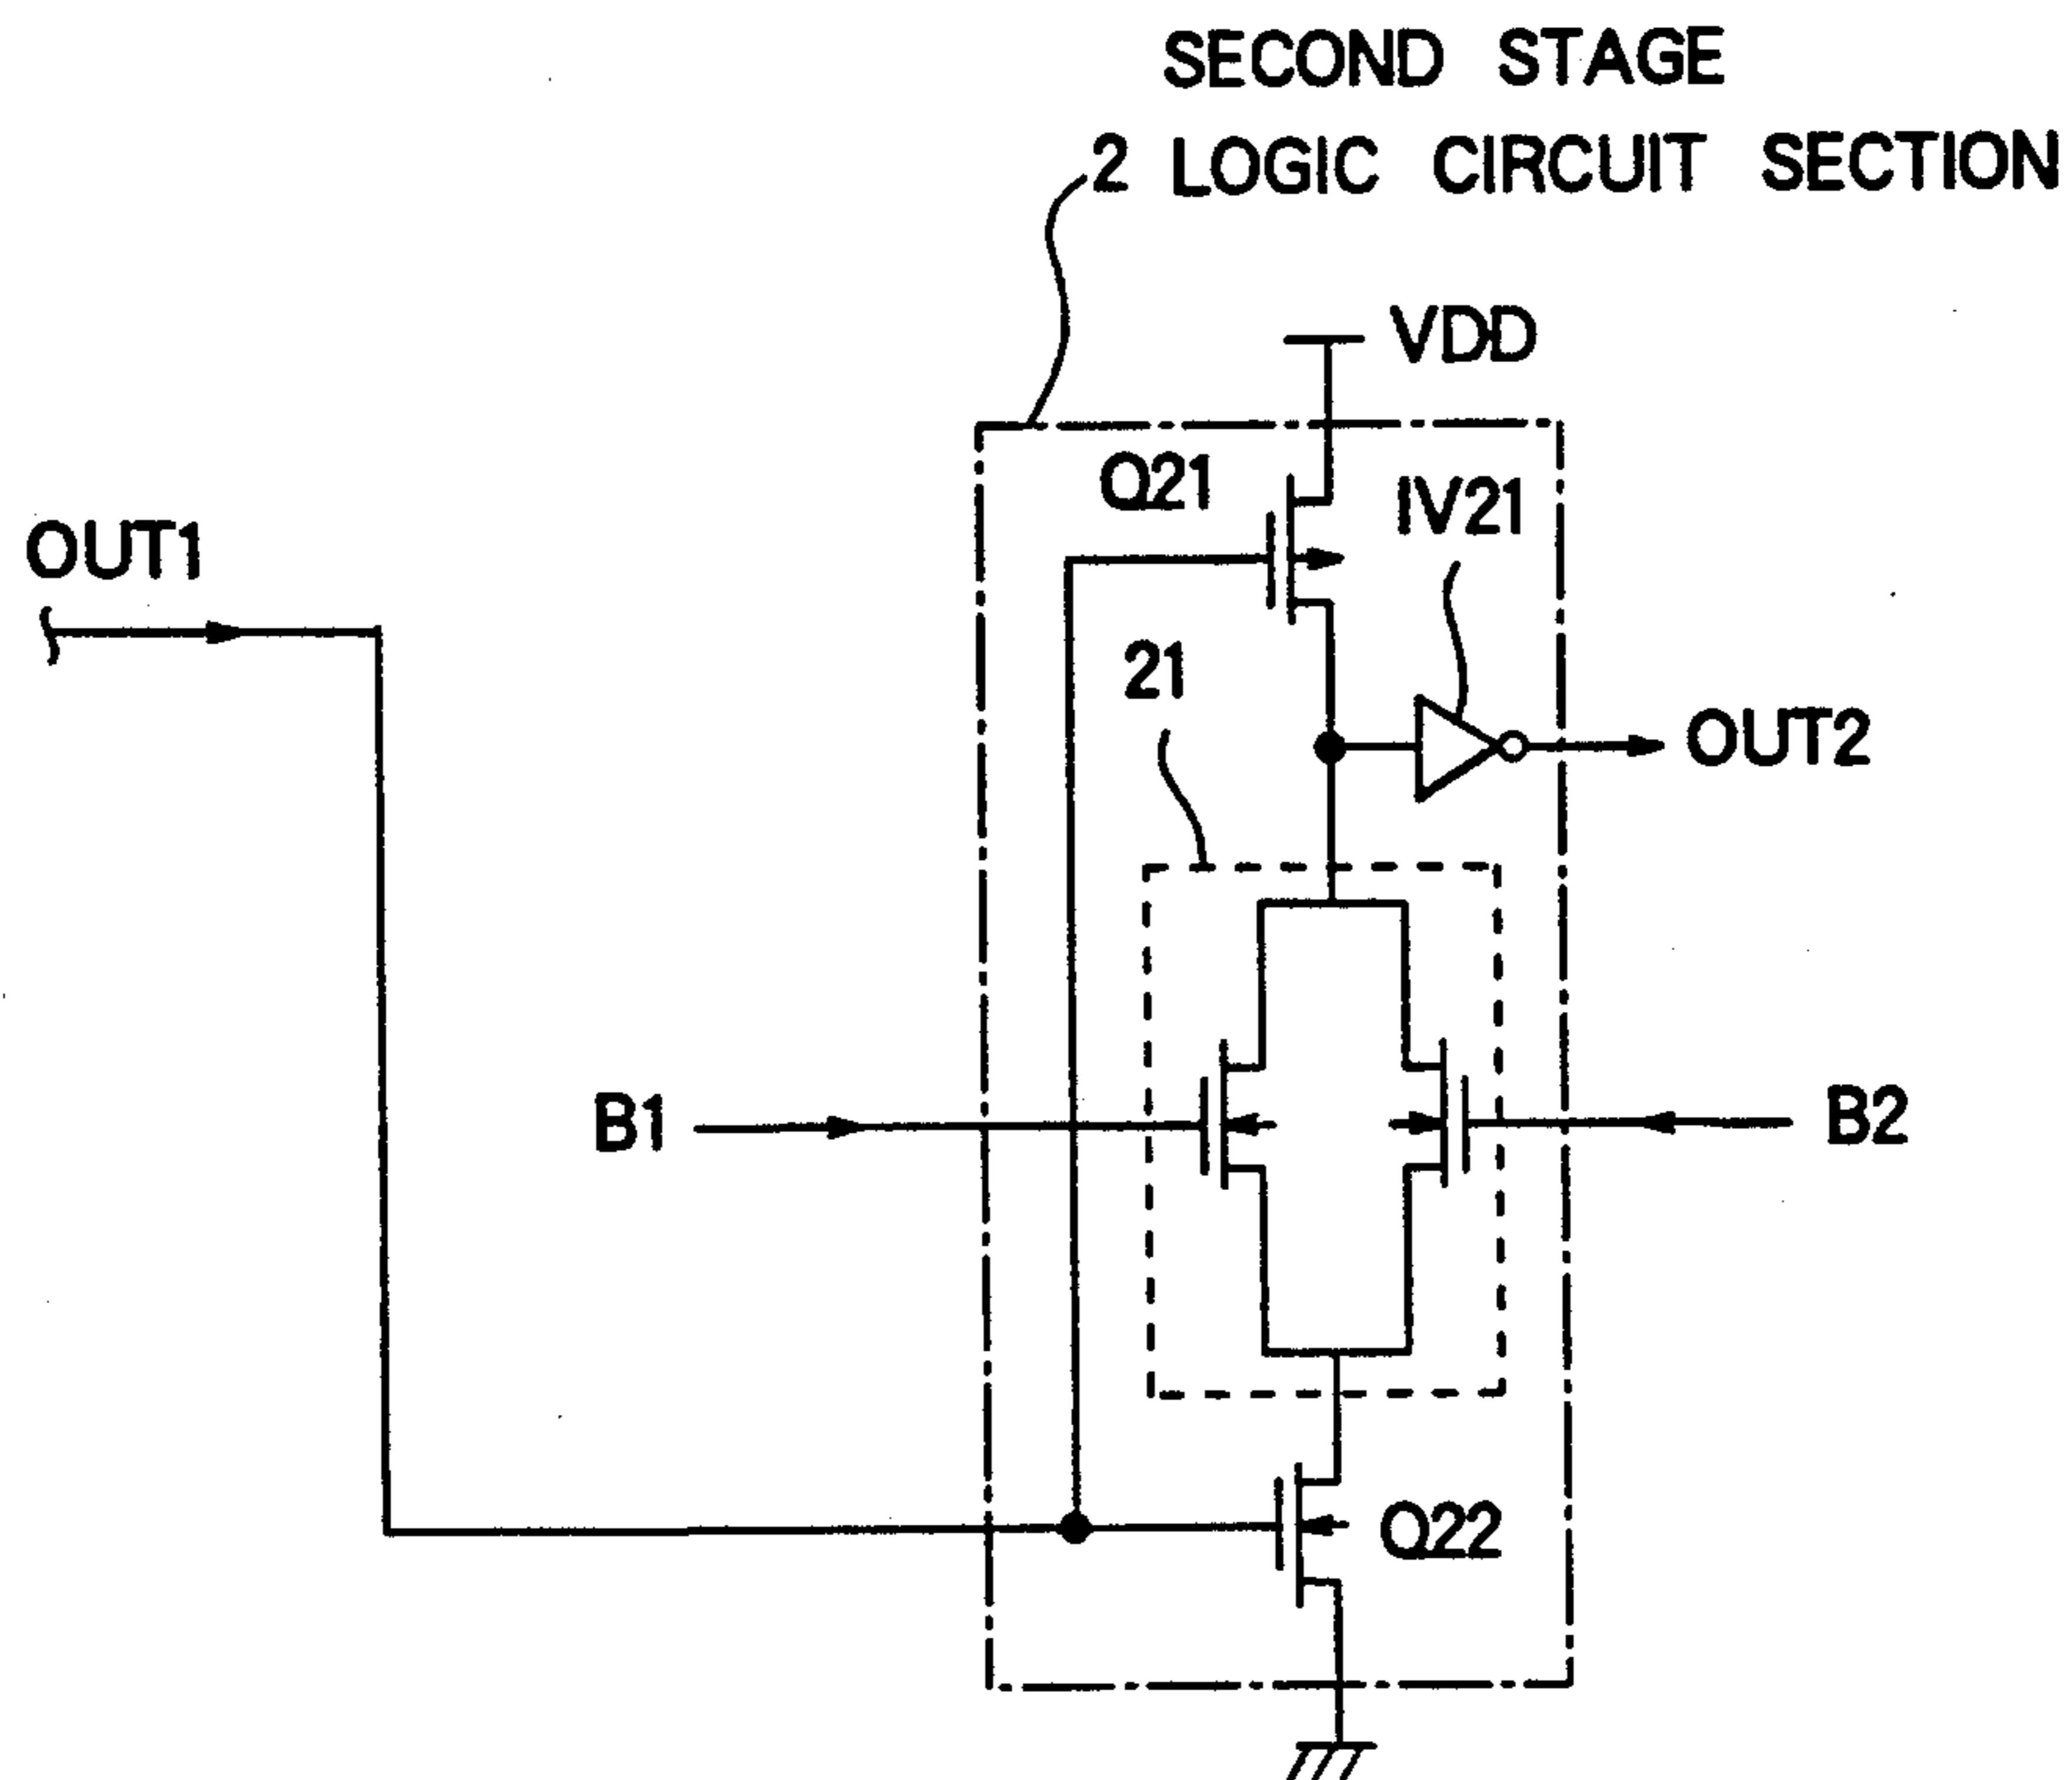 SECOND STAGE
2 LOGIC CIRCUIT SECTION
VDD
Q21
IV21
OUT1
21
OUT2
B1
B2
Q22